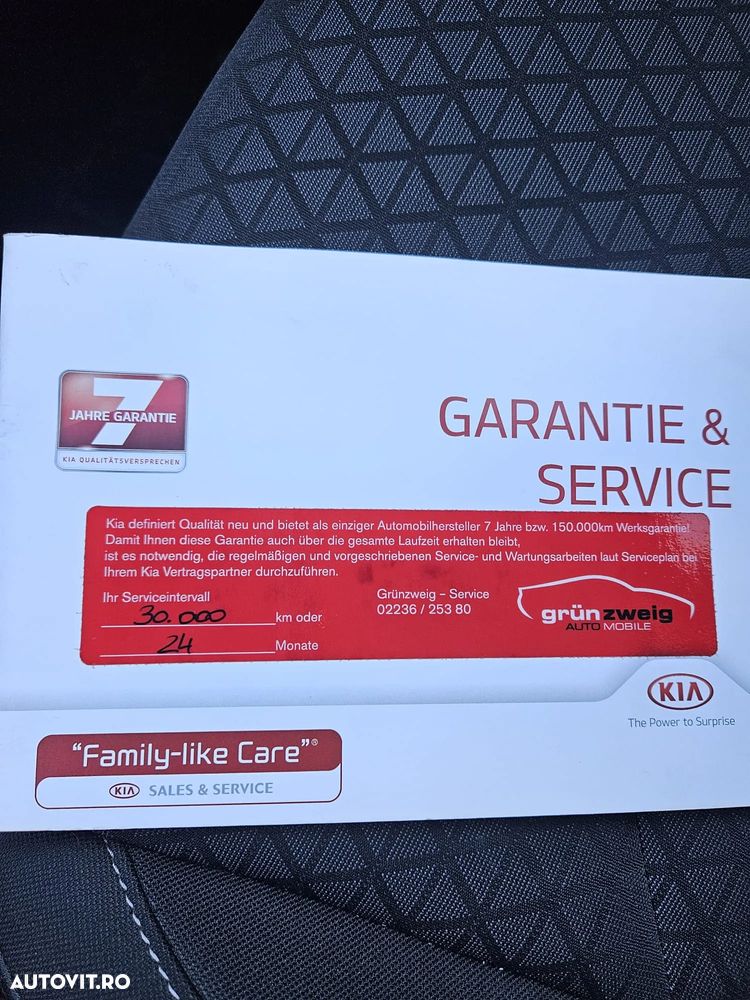 7
JAHRE GARANTIE
KIA QUALITÄTSVERSPRECHEN
GARANTIE &
SERVICE
Kia definiert Qualität neu und bietet als einziger Automobilhersteller 7 Jahre bzw. 150.000km Werksgarantie!
Damit Ihnen diese Garantie auch über die gesamte Laufzeit erhalten bleibt,
ist es notwendig, die regelmäßigen und vorgeschriebenen Service- und Wartungsarbeiten laut Serviceplan bei
Ihrem Kia Vertragspartner durchzuführen.
Ihr Serviceintervall
30.000 km oder
24 Monate
Grünzweig – Service
02236 / 253 80
grünzweig
AUTOMOBILE
KIA
The Power to Surprise
"Family-like Care"®
KIA SALES & SERVICE
AUTOVIT.RO